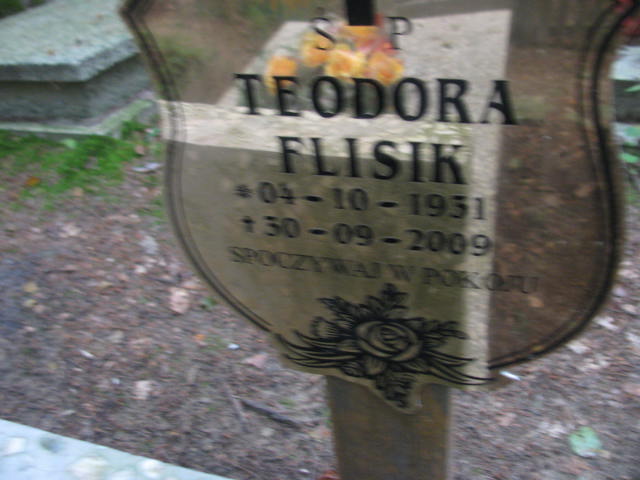 Ś P
TEODORA
FLISIK
* 04 - 10 - 1931
† 30 - 09 - 2009
SPOCZYWAJ W POKOJU